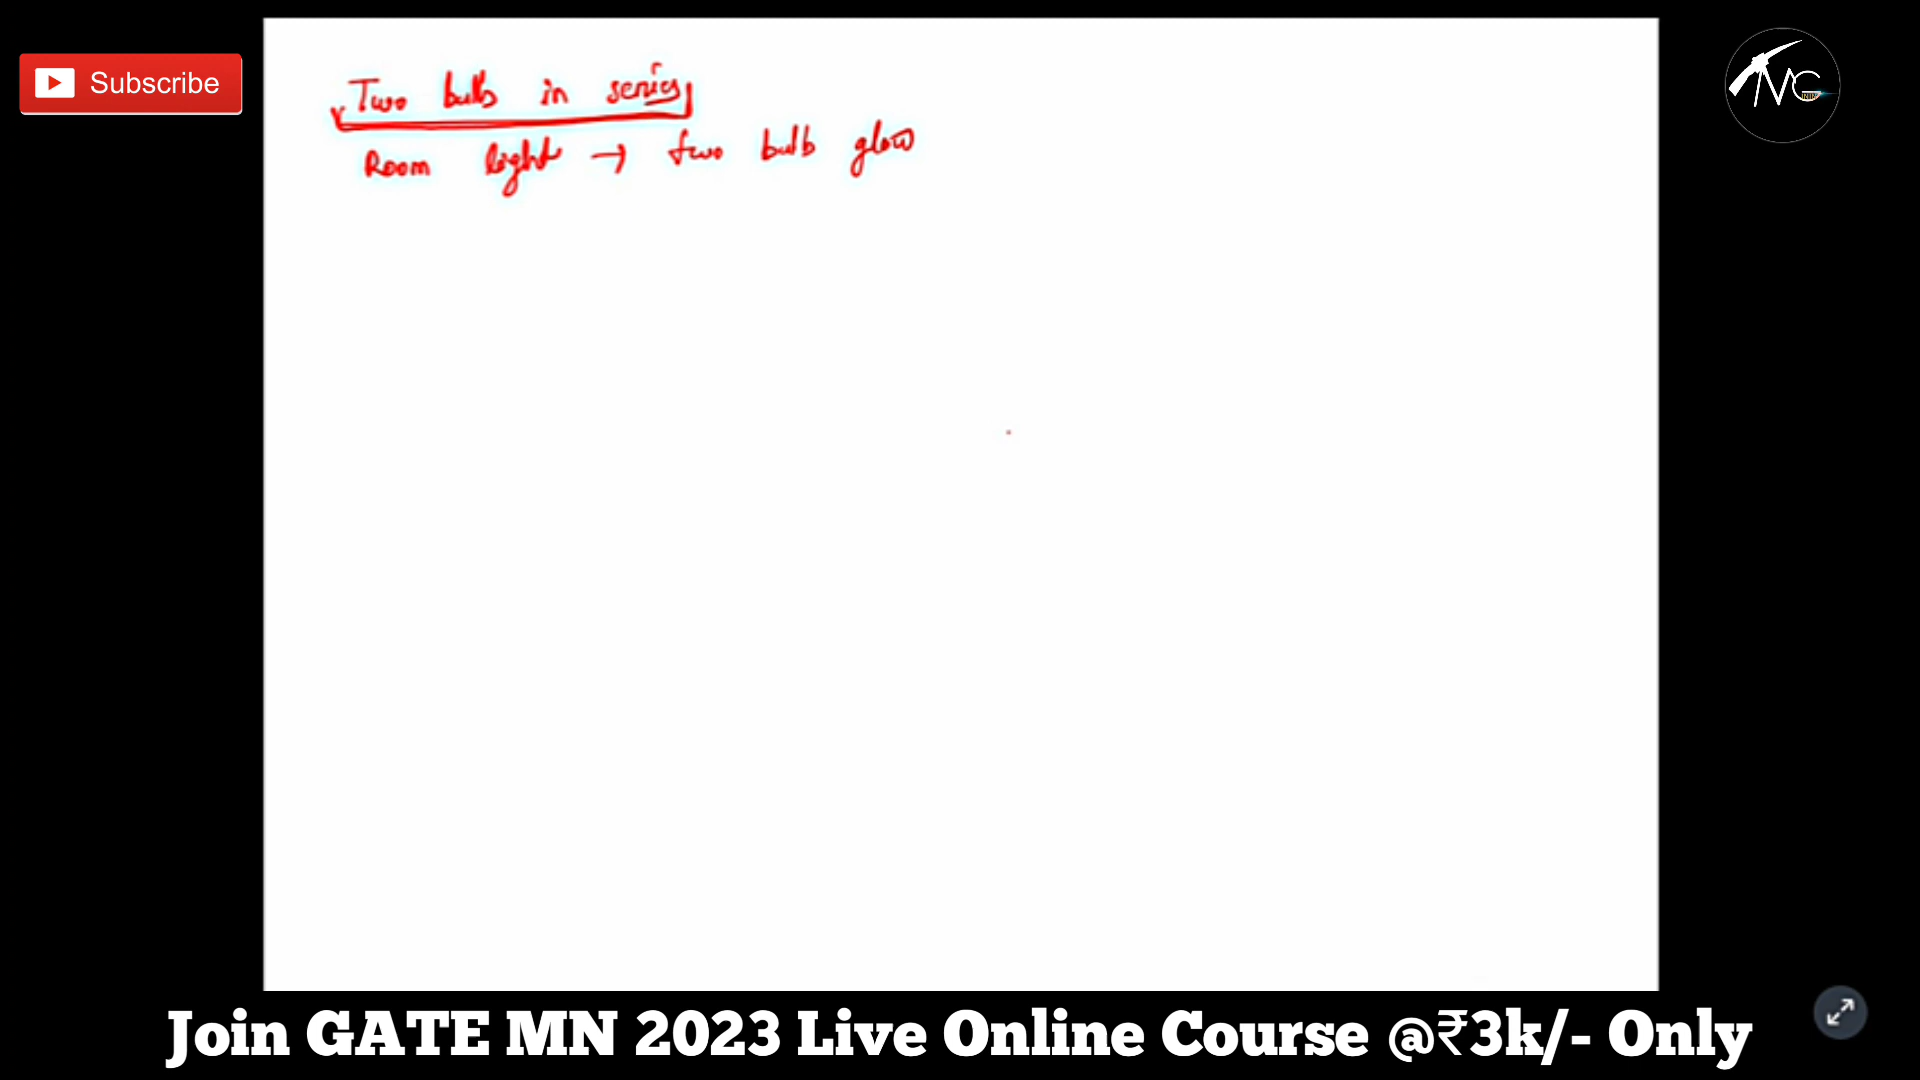 Subscribe
Two bulb in series
Room light → two bulb glow
Join GATE MN 2023 Live Online Course @₹3k/- Only